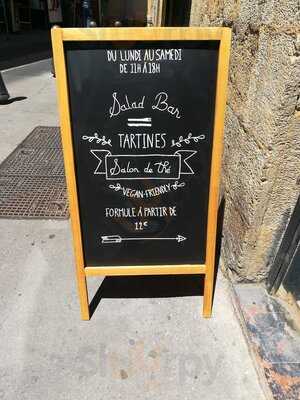 DU LUNDI AU SAMEDI
DE 11H À 18H
Salad Bar
TARTINES
Salon de thé
VEGAN-FRIENDLY
FORMULE À PARTIR DE
12€